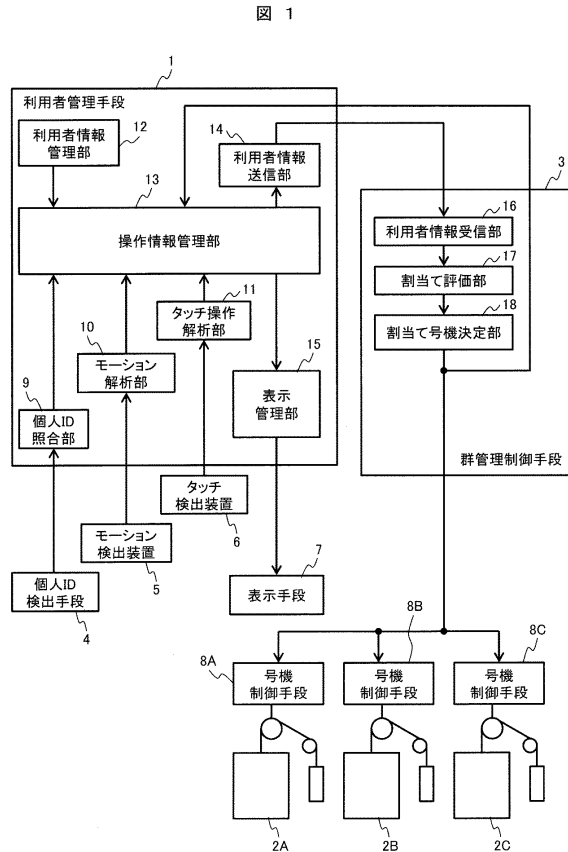 図 1
1
利用者管理手段
利用者情報
管理部
12
14
利用者情報
送信部
13
操作情報管理部
11
タッチ操作
解析部
10
モーション
解析部
15
表示
管理部
9
個人ID
照合部
3
16
利用者情報受信部
17
割当て評価部
18
割当て号機決定部
群管理制御手段
タッチ
検出装置
6
モーション
検出装置
5
個人ID
検出手段
4
7
表示手段
8A
号機
制御手段
8B
号機
制御手段
8C
号機
制御手段
2A
2B
2C